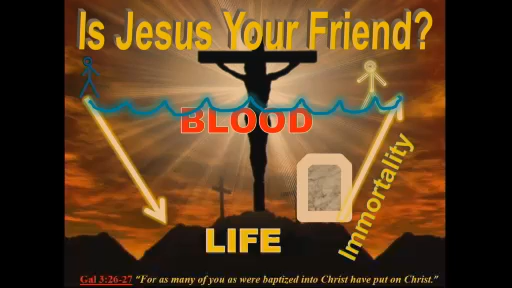 Is Jesus Your Friend?
BLOOD
Immortality
LIFE
Gal 3:26-27 "For as many of you as were baptized into Christ have put on Christ."